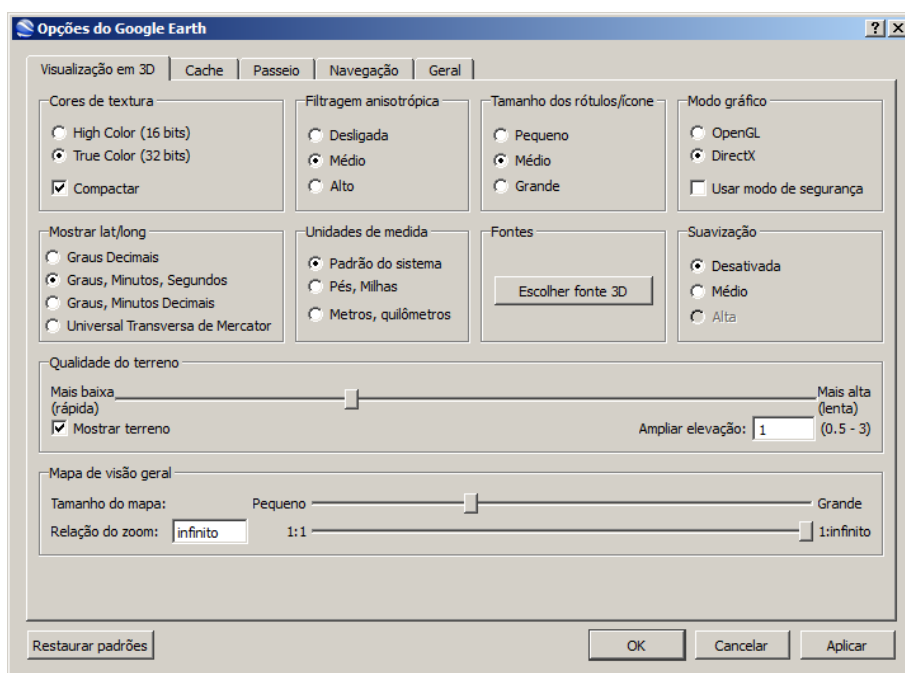 Opções do Google Earth
Visualização em 3D Cache Passeio Navegação Geral
Cores de textura
High Color (16 bits)
True Color (32 bits)
Compactar
Filtragem anisotrópica
Desligada
Médio
Alto
Tamanho dos rótulos/ícone
Pequeno
Médio
Grande
Modo gráfico
OpenGL
DirectX
Usar modo de segurança
Mostrar lat/long
Graus Decimais
Graus, Minutos, Segundos
Graus, Minutos Decimais
Universal Transversa de Mercator
Unidades de medida
Padrão do sistema
Pés, Milhas
Metros, quilômetros
Fontes
Escolher fonte 3D
Suavização
Desativada
Médio
Alta
Qualidade do terreno
Mais baixa
(rápida)
Mais alta
(lenta)
Mostrar terreno
Ampliar elevação: 1 (0.5 - 3)
Mapa de visão geral
Tamanho do mapa: Pequeno Grande
Relação do zoom: infinito 1:1 1:infinito
Restaurar padrões OK Cancelar Aplicar